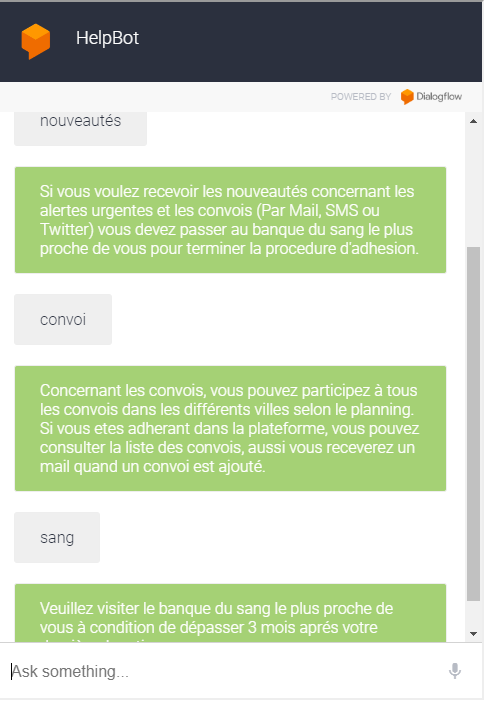 HelpBot
POWERED BY Dialogflow
nouveautés
Si vous voulez recevoir les nouveautés concernant les
alertes urgentes et les convois (Par Mail, SMS ou
Twitter) vous devez passer au banque du sang le plus
proche de vous pour terminer la procedure d'adhesion.
convoi
Concernant les convois, vous pouvez participez à tous
les convois dans les différents villes selon le planning.
Si vous etes adherant dans la plateforme, vous pouvez
consulter la liste des convois, aussi vous receverez un
mail quand un convoi est ajouté.
sang
Veuillez visiter le banque du sang le plus proche de
vous à condition de dépasser 3 mois aprés votre
Ask something...